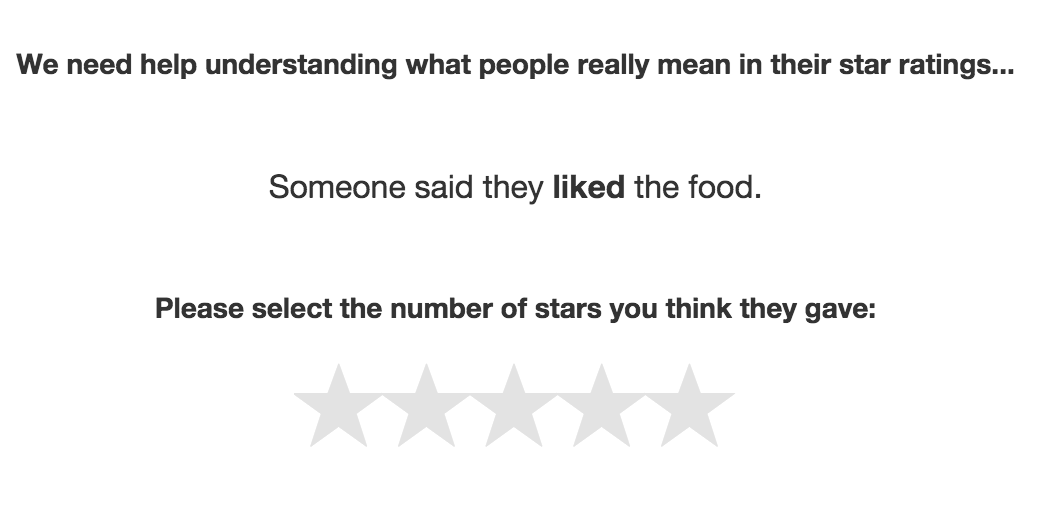 We need help understanding what people really mean in their star ratings...
Someone said they liked the food.
Please select the number of stars you think they gave: